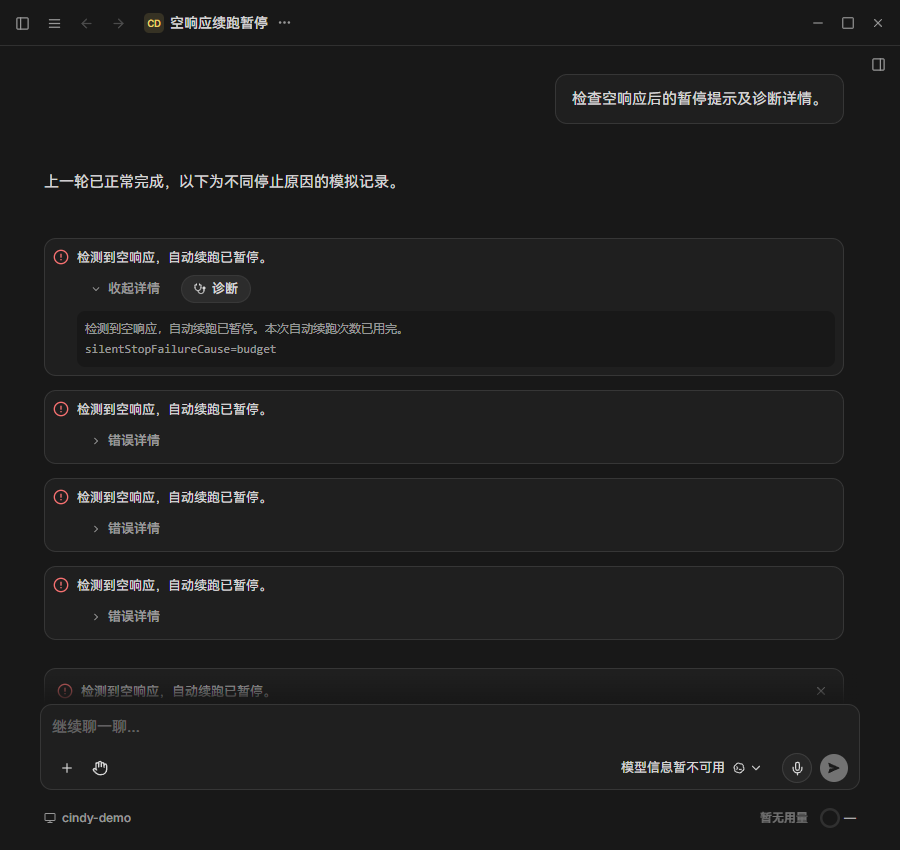 CD 空响应续跑暂停 ···
检查空响应后的暂停提示及诊断详情。
上一轮已正常完成，以下为不同停止原因的模拟记录。
检测到空响应，自动续跑已暂停。
收起详情 诊断
检测到空响应，自动续跑已暂停。本次自动续跑次数已用完。
silentStopFailureCause=budget
检测到空响应，自动续跑已暂停。
错误详情
检测到空响应，自动续跑已暂停。
错误详情
检测到空响应，自动续跑已暂停。
错误详情
检测到空响应，自动续跑已暂停。
继续聊一聊...
模型信息暂不可用
cindy-demo 暂无用量